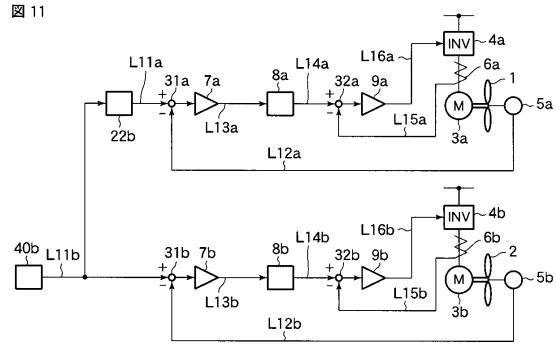 図 11
L16a
INV
4a
L11a
31a
7a
8a
L14a
32a
9a
6a
1
M
5a
22b
L13a
L15a
3a
L12a
L16b
INV
4b
40b
L11b
31b
7b
8b
L14b
32b
9b
6b
2
M
5b
L13b
L15b
3b
L12b